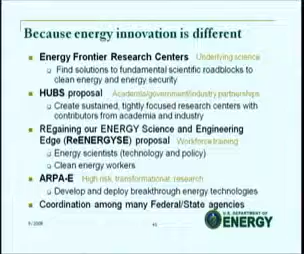 Because energy innovation is different
Energy Frontier Research Centers Underlying science
Find solutions to fundamental scientific roadblocks to
clean energy and energy security
HUBS proposal Academia/government/industry partnerships
Create sustained, tightly focused research centers with
contributors from academia and industry
REgaining our ENERGY Science and Engineering
Edge (ReENERGYSE) proposal Workforce training
Energy scientists (technology and policy)
Clean energy workers
ARPA-E High risk, transformational research
Develop and deploy breakthrough energy technologies
Coordination among many Federal/State agencies
U.S. DEPARTMENT OF
ENERGY